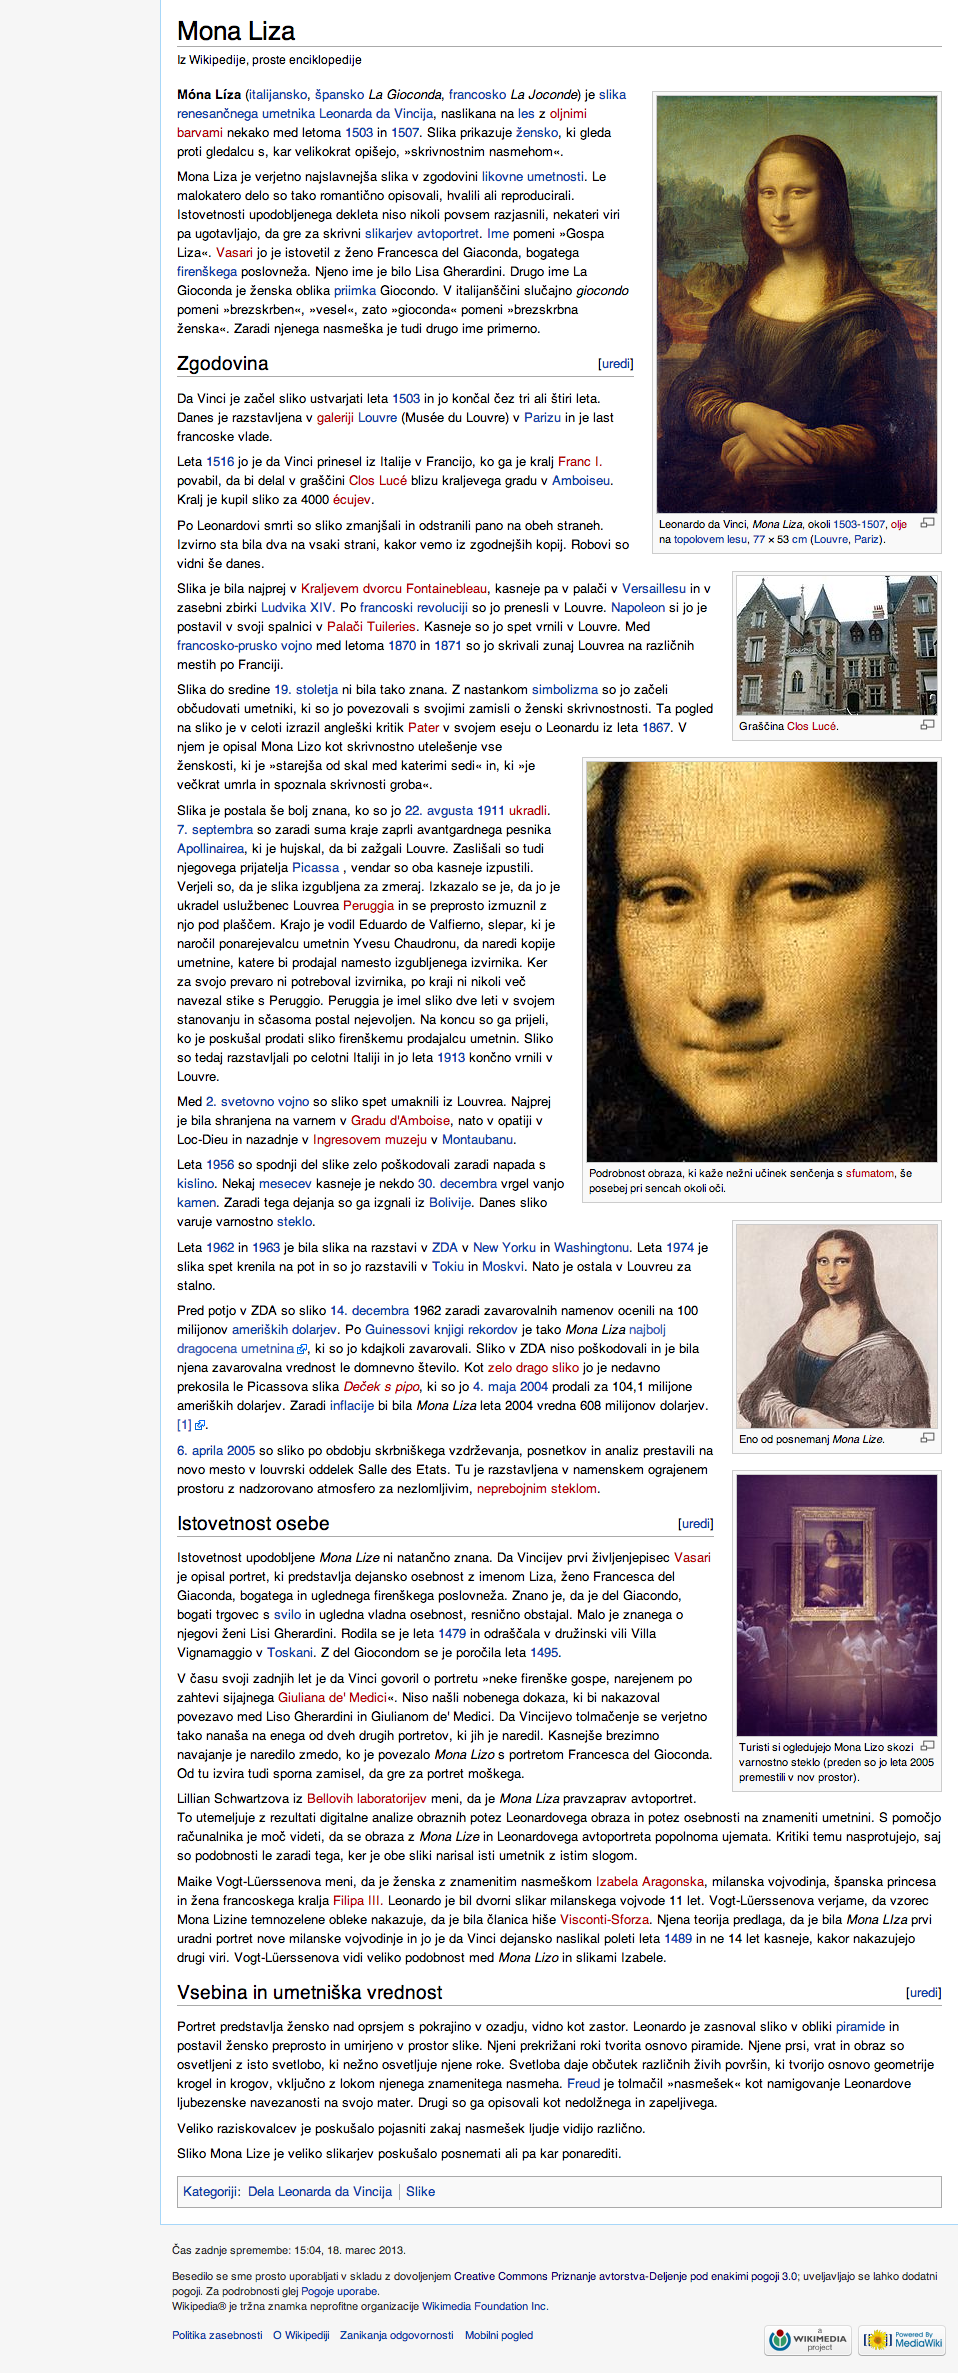 Mona Liza
Iz Wikipedije, proste enciklopedije
Móna Líza (italijansko, špansko La Gioconda, francosko La Joconde) je slika
renesančnega umetnika Leonarda da Vincija, naslikana na les z oljnimi
barvami nekako med letoma 1503 in 1507. Slika prikazuje žensko, ki gleda
proti gledalcu s, kar velikokrat opišejo, »skrivnostnim nasmehom«.
Mona Liza je verjetno najslavnejša slika v zgodovini likovne umetnosti. Le
malokatero delo so tako romantično opisovali, hvalili ali reproducirali.
Istovetnosti upodobljenega dekleta niso nikoli povsem razjasnili, nekateri viri
pa ugotavljajo, da gre za skrivni slikarjev avtoportret. Ime pomeni »Gospa
Liza«. Vasari jo je istovetil z ženo Francesca del Giaconda, bogatega
firenškega poslovneža. Njeno ime je bilo Lisa Gherardini. Drugo ime La
Gioconda je ženska oblika priimka Giocondo. V italijanščini slučajno giocondo
pomeni »brezskrben«, »vesel«, zato »gioconda« pomeni »brezskrbna
ženska«. Zaradi njenega nasmeška je tudi drugo ime primerno.
Leonardo da Vinci, Mona Liza, okoli 1503-1507, olje
na topolovem lesu, 77 × 53 cm (Louvre, Pariz).
Zgodovina [uredi]
Da Vinci je začel sliko ustvarjati leta 1503 in jo končal čez tri ali štiri leta.
Danes je razstavljena v galeriji Louvre (Musée du Louvre) v Parizu in je last
francoske vlade.
Leta 1516 jo je da Vinci prinesel iz Italije v Francijo, ko ga je kralj Franc I.
povabil, da bi delal v graščini Clos Lucé blizu kraljevega gradu v Amboiseu.
Kralj je kupil sliko za 4000 écujev.
Po Leonardovi smrti so sliko zmanjšali in odstranili pano na obeh straneh.
Izvirno sta bila dva na vsaki strani, kakor vemo iz zgodnejših kopij. Robovi so
vidni še danes.
Slika je bila najprej v Kraljevem dvorcu Fontainebleau, kasneje pa v palači v Versaillesu in v
zasebni zbirki Ludvika XIV. Po francoski revoluciji so jo prenesli v Louvre. Napoleon si jo je
postavil v svoji spalnici v Palači Tuileries. Kasneje so jo spet vrnili v Louvre. Med
francosko-prusko vojno med letoma 1870 in 1871 so jo skrivali zunaj Louvrea na različnih
mestih po Franciji.
Graščina Clos Lucé.
Slika do sredine 19. stoletja ni bila tako znana. Z nastankom simbolizma so jo začeli
občudovati umetniki, ki so jo povezovali s svojimi zamisli o ženski skrivnostnosti. Ta pogled
na sliko je v celoti izrazil angleški kritik Pater v svojem eseju o Leonardu iz leta 1867. V
njem je opisal Mona Lizo kot skrivnostno utelešenje vse
ženskosti, ki je »starejša od skal med katerimi sedi« in, ki »je
večkrat umrla in spoznala skrivnosti groba«.
Slika je postala še bolj znana, ko so jo 22. avgusta 1911 ukradli.
7. septembra so zaradi suma kraje zaprli avantgardnega pesnika
Apollinairea, ki je hujskal, da bi zažgali Louvre. Zaslišali so tudi
njegovega prijatelja Picassa , vendar so oba kasneje izpustili.
Verjeli so, da je slika izgubljena za zmeraj. Izkazalo se je, da jo je
ukradel uslužbenec Louvrea Peruggia in se preprosto izmuznil z
njo pod plaščem. Krajo je vodil Eduardo de Valfierno, slepar, ki je
naročil ponarejevalcu umetnin Yvesu Chaudronu, da naredi kopije
umetnine, katere bi prodajal namesto izgubljenega izvirnika. Ker
za svojo prevaro ni potreboval izvirnika, po kraji ni nikoli več
navezal stike s Peruggio. Peruggia je imel sliko dve leti v svojem
stanovanju in sčasoma postal nejevoljen. Na koncu so ga prijeli,
ko je poskušal prodati sliko firenškemu prodajalcu umetnin. Sliko
so tedaj razstavljali po celotni Italiji in jo leta 1913 končno vrnili v
Louvre.
Med 2. svetovno vojno so sliko spet umaknili iz Louvrea. Najprej
je bila shranjena na varnem v Gradu d'Amboise, nato v opatiji v
Loc-Dieu in nazadnje v Ingresovem muzeju v Montaubanu.
Podrobnost obraza, ki kaže nežni učinek senčenja s sfumatom, še
posebej pri sencah okoli oči.
Leta 1956 so spodnji del slike zelo poškodovali zaradi napada s
kislino. Nekaj mesecev kasneje je nekdo 30. decembra vrgel vanjo
kamen. Zaradi tega dejanja so ga izgnali iz Bolivije. Danes sliko
varuje varnostno steklo.
Leta 1962 in 1963 je bila slika na razstavi v ZDA v New Yorku in Washingtonu. Leta 1974 je
slika spet krenila na pot in so jo razstavili v Tokiu in Moskvi. Nato je ostala v Louvreu za
stalno.
Pred potjo v ZDA so sliko 14. decembra 1962 zaradi zavarovalnih namenov ocenili na 100
milijonov ameriških dolarjev. Po Guinessovi knjigi rekordov je tako Mona Liza najbolj
dragocena umetnina, ki so jo kdajkoli zavarovali. Sliko v ZDA niso poškodovali in je bila
njena zavarovalna vrednost le domnevno število. Kot zelo drago sliko jo je nedavno
prekosila le Picassova slika Deček s pipo, ki so jo 4. maja 2004 prodali za 104,1 milijone
ameriških dolarjev. Zaradi inflacije bi bila Mona Liza leta 2004 vredna 608 milijonov dolarjev.
[1].
Eno od posnemanj Mona Lize.
6. aprila 2005 so sliko po obdobju skrbniškega vzdrževanja, posnetkov in analiz prestavili na
novo mesto v louvrski oddelek Salle des Etats. Tu je razstavljena v namenskem ograjenem
prostoru z nadzorovano atmosfero za nezlomljivim, neprebojnim steklom.
Istovetnost osebe [uredi]
Istovetnost upodobljene Mona Lize ni natančno znana. Da Vincijev prvi življenjepisec Vasari
je opisal portret, ki predstavlja dejansko osebnost z imenom Liza, ženo Francesca del
Giaconda, bogatega in uglednega firenškega poslovneža. Znano je, da je del Giacondo,
bogati trgovec s svilo in ugledna vladna osebnost, resnično obstajal. Malo je znanega o
njegovi ženi Lisi Gherardini. Rodila se je leta 1479 in odraščala v družinski vili Villa
Vignamaggio v Toskani. Z del Giocondom se je poročila leta 1495.
V času svoji zadnjih let je da Vinci govoril o portretu »neke firenške gospe, narejenem po
zahtevi sijajnega Giuliana de' Medici«. Niso našli nobenega dokaza, ki bi nakazoval
povezavo med Liso Gherardini in Giulianom de' Medici. Da Vincijevo tolmačenje se verjetno
tako nanaša na enega od dveh drugih portretov, ki jih je naredil. Kasnejše brezimno
navajanje je naredilo zmedo, ko je povezalo Mona Lizo s portretom Francesca del Gioconda.
Od tu izvira tudi sporna zamisel, da gre za portret moškega.
Turisti si ogledujejo Mona Lizo skozi
varnostno steklo (preden so jo leta 2005
premestili v nov prostor).
Lillian Schwartzova iz Bellovih laboratorijev meni, da je Mona Liza pravzaprav avtoportret.
To utemeljuje z rezultati digitalne analize obraznih potez Leonardovega obraza in potez osebnosti na znameniti umetnini. S pomočjo
računalnika je moč videti, da se obraza z Mona Lize in Leonardovega avtoportreta popolnoma ujemata. Kritiki temu nasprotujejo, saj
so podobnosti le zaradi tega, ker je obe sliki narisal isti umetnik z istim slogom.
Maike Vogt-Lüerssenova meni, da je ženska z znamenitim nasmeškom Izabela Aragonska, milanska vojvodinja, španska princesa
in žena francoskega kralja Filipa III. Leonardo je bil dvorni slikar milanskega vojvode 11 let. Vogt-Lüerssenova verjame, da vzorec
Mona Lizine temnozelene obleke nakazuje, da je bila članica hiše Visconti-Sforza. Njena teorija predlaga, da je bila Mona LIza prvi
uradni portret nove milanske vojvodinje in jo je da Vinci dejansko naslikal poleti leta 1489 in ne 14 let kasneje, kakor nakazujejo
drugi viri. Vogt-Lüerssenova vidi veliko podobnost med Mona Lizo in slikami Izabele.
Vsebina in umetniška vrednost [uredi]
Portret predstavlja žensko nad oprsjem s pokrajino v ozadju, vidno kot zastor. Leonardo je zasnoval sliko v obliki piramide in
postavil žensko preprosto in umirjeno v prostor slike. Njeni prekrižani roki tvorita osnovo piramide. Njene prsi, vrat in obraz so
osvetljeni z isto svetlobo, ki nežno osvetljuje njene roke. Svetloba daje občutek različnih živih površin, ki tvorijo osnovo geometrije
krogel in krogov, vključno z lokom njenega znamenitega nasmeha. Freud je tolmačil »nasmešek« kot namigovanje Leonardove
ljubezenske navezanosti na svojo mater. Drugi so ga opisovali kot nedolžnega in zapeljivega.
Veliko raziskovalcev je poskušalo pojasniti zakaj nasmešek ljudje vidijo različno.
Sliko Mona Lize je veliko slikarjev poskušalo posnemati ali pa kar ponarediti.
Kategoriji: Dela Leonarda da Vincija | Slike
Čas zadnje spremembe: 15:04, 18. marec 2013.
Besedilo se sme prosto uporabljati v skladu z dovoljenjem Creative Commons Priznanje avtorstva-Deljenje pod enakimi pogoji 3.0; uveljavljajo se lahko dodatni
pogoji. Za podrobnosti glej Pogoje uporabe.
Wikipedia® je tržna znamka neprofitne organizacije Wikimedia Foundation Inc.
Politika zasebnosti O Wikipediji Zanikanja odgovornosti Mobilni pogled
a WIKIMEDIA project
Powered By MediaWiki